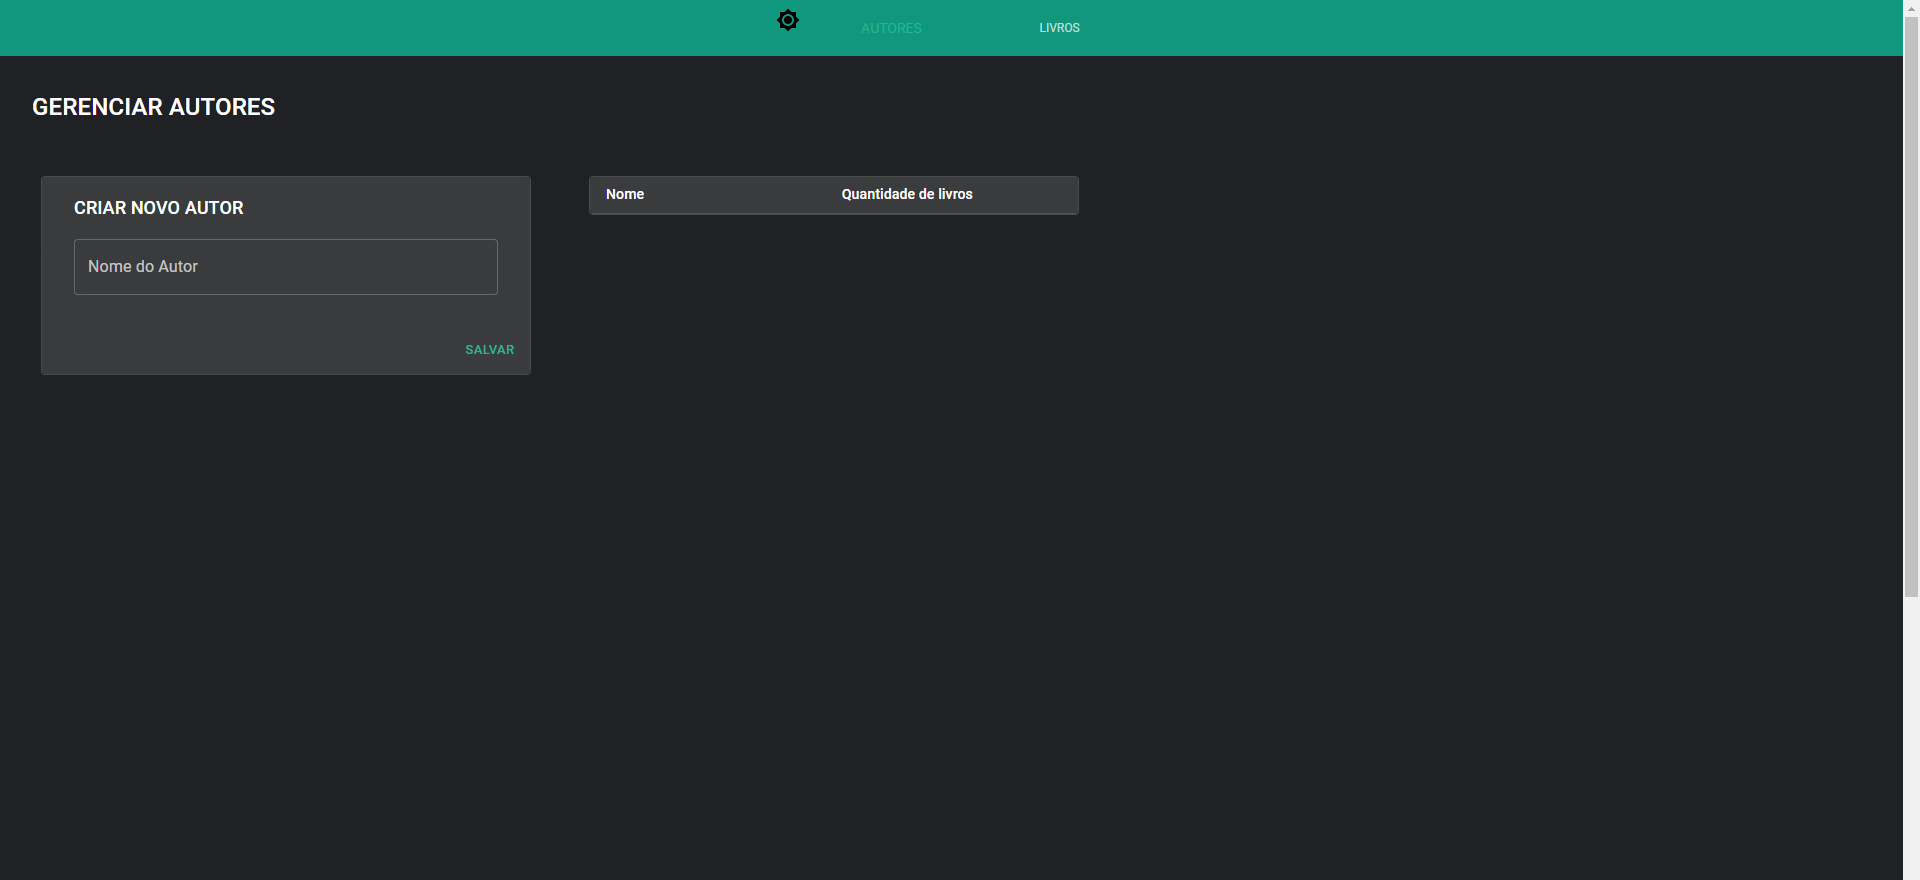 AUTORES
LIVROS
GERENCIAR AUTORES
CRIAR NOVO AUTOR
Nome do Autor
SALVAR
Nome
Quantidade de livros